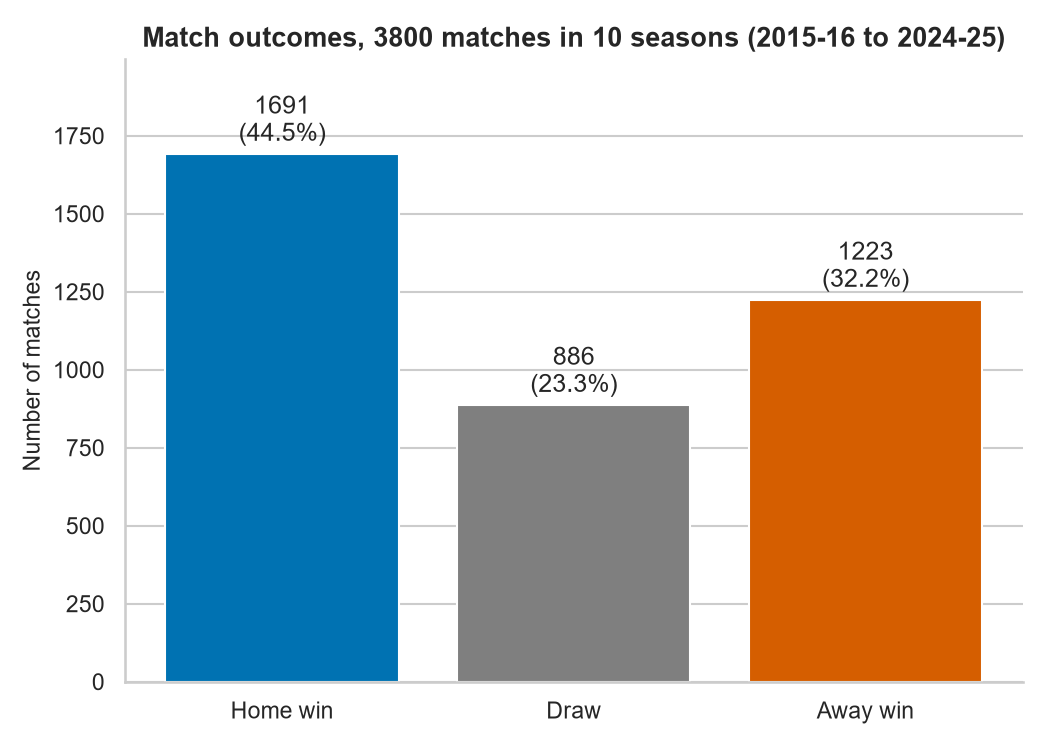 Match outcomes, 3800 matches in 10 seasons (2015-16 to 2024-25)
Number of matches
1750
1500
1250
1000
750
500
250
0
1691
(44.5%)
886
(23.3%)
1223
(32.2%)
Home win
Draw
Away win